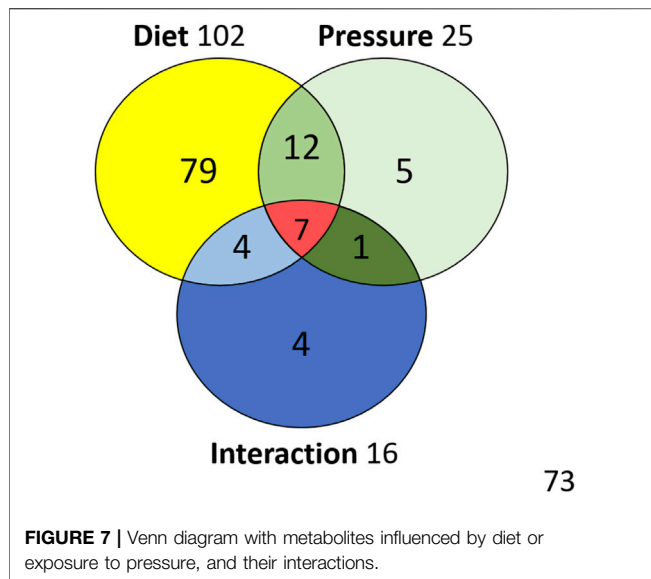 Diet 102 Pressure 25
79 12 5
4 7 1
4
Interaction 16
73
FIGURE 7 | Venn diagram with metabolites influenced by diet or
exposure to pressure, and their interactions.